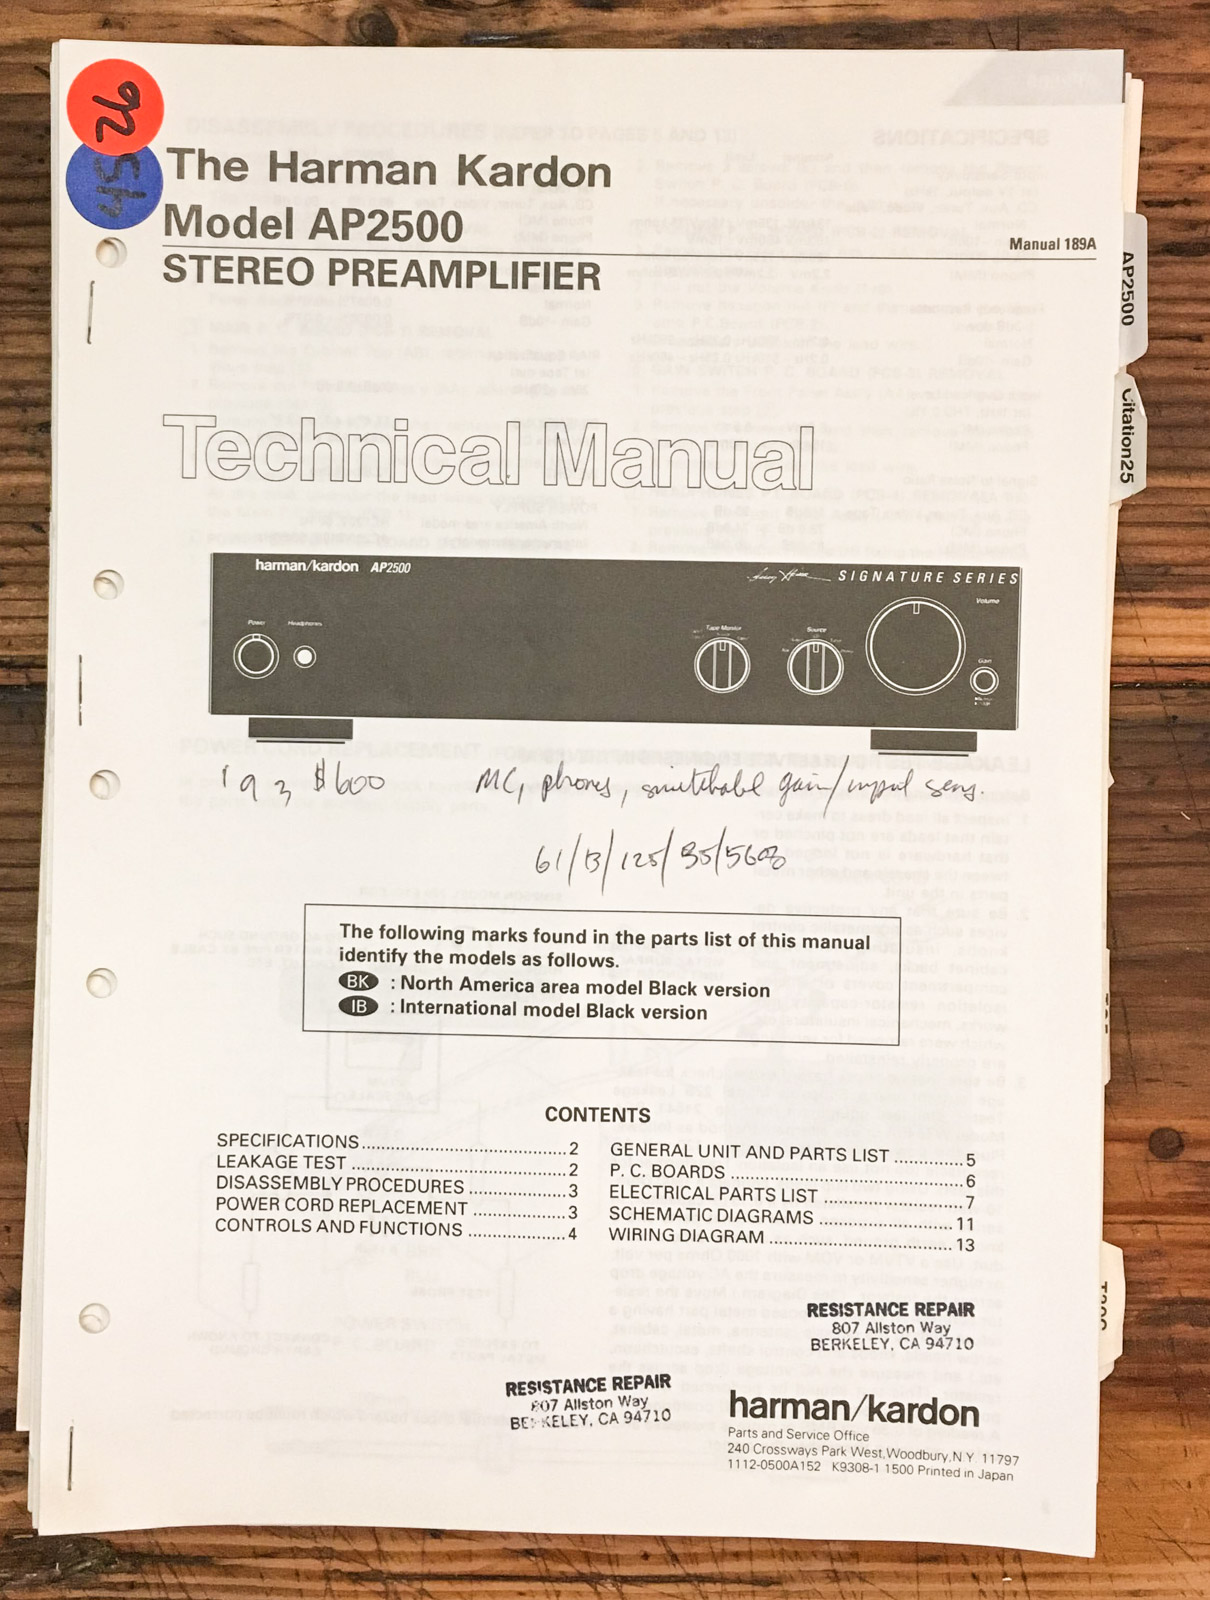 26
45
The Harman Kardon
Model AP2500
Manual 189A
STEREO PREAMPLIFIER
AP2500
Citation25
Technical Manual
harman/kardon AP2500
SIGNATURE SERIES
Power
Headphones
Tape Monitor
Source
Volume
Gain
'93 $600 MC, phones, switchable gain/input sens.
61/13/125/35/5608
The following marks found in the parts list of this manual
identify the models as follows.
BK : North America area model Black version
IB : International model Black version
CONTENTS
SPECIFICATIONS....................................2
LEAKAGE TEST ......................................2
DISASSEMBLY PROCEDURES .................3
POWER CORD REPLACEMENT ................3
CONTROLS AND FUNCTIONS .................4
GENERAL UNIT AND PARTS LIST ............5
P. C. BOARDS .........................................6
ELECTRICAL PARTS LIST ........................7
SCHEMATIC DIAGRAMS .......................11
WIRING DIAGRAM ................................13
RESISTANCE REPAIR
807 Allston Way
BERKELEY, CA 94710
RESISTANCE REPAIR
807 Allston Way
BERKELEY, CA 94710
harman/kardon
Parts and Service Office
240 Crossways Park West, Woodbury, N.Y. 11797
1112-0500A152 K9308-1 1500 Printed in Japan